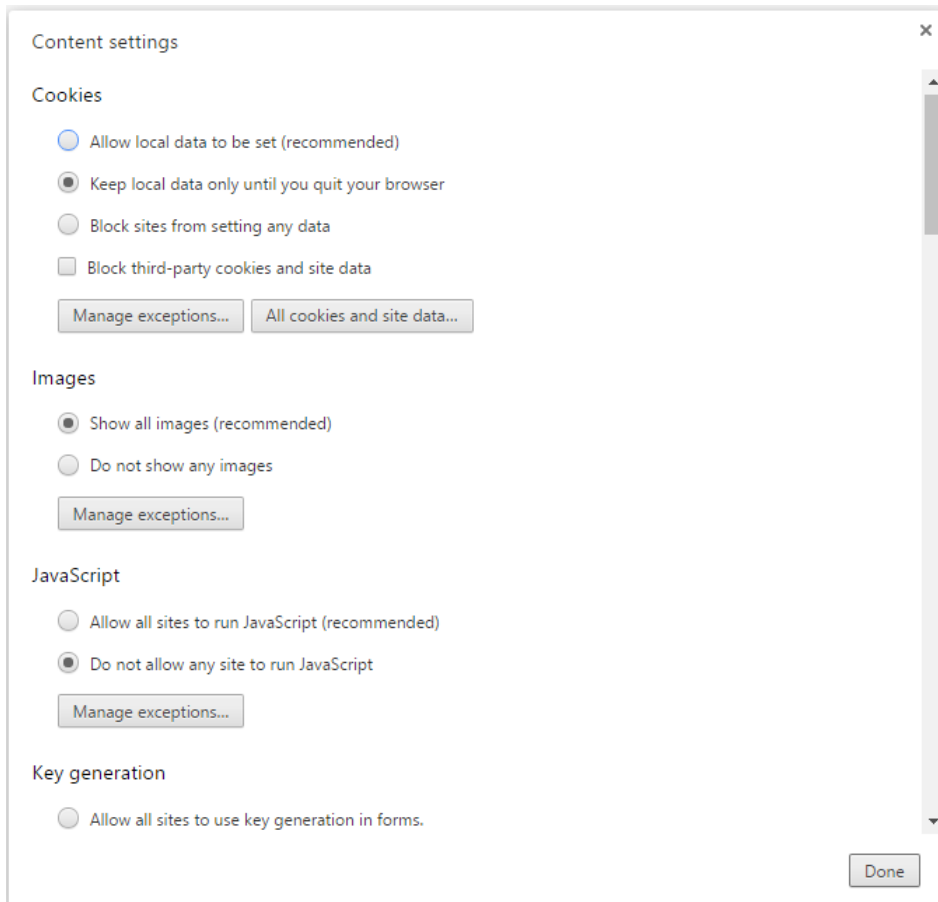 Content settings
Cookies
Allow local data to be set (recommended)
Keep local data only until you quit your browser
Block sites from setting any data
Block third-party cookies and site data
Manage exceptions... All cookies and site data...
Images
Show all images (recommended)
Do not show any images
Manage exceptions...
JavaScript
Allow all sites to run JavaScript (recommended)
Do not allow any site to run JavaScript
Manage exceptions...
Key generation
Allow all sites to use key generation in forms.
Done